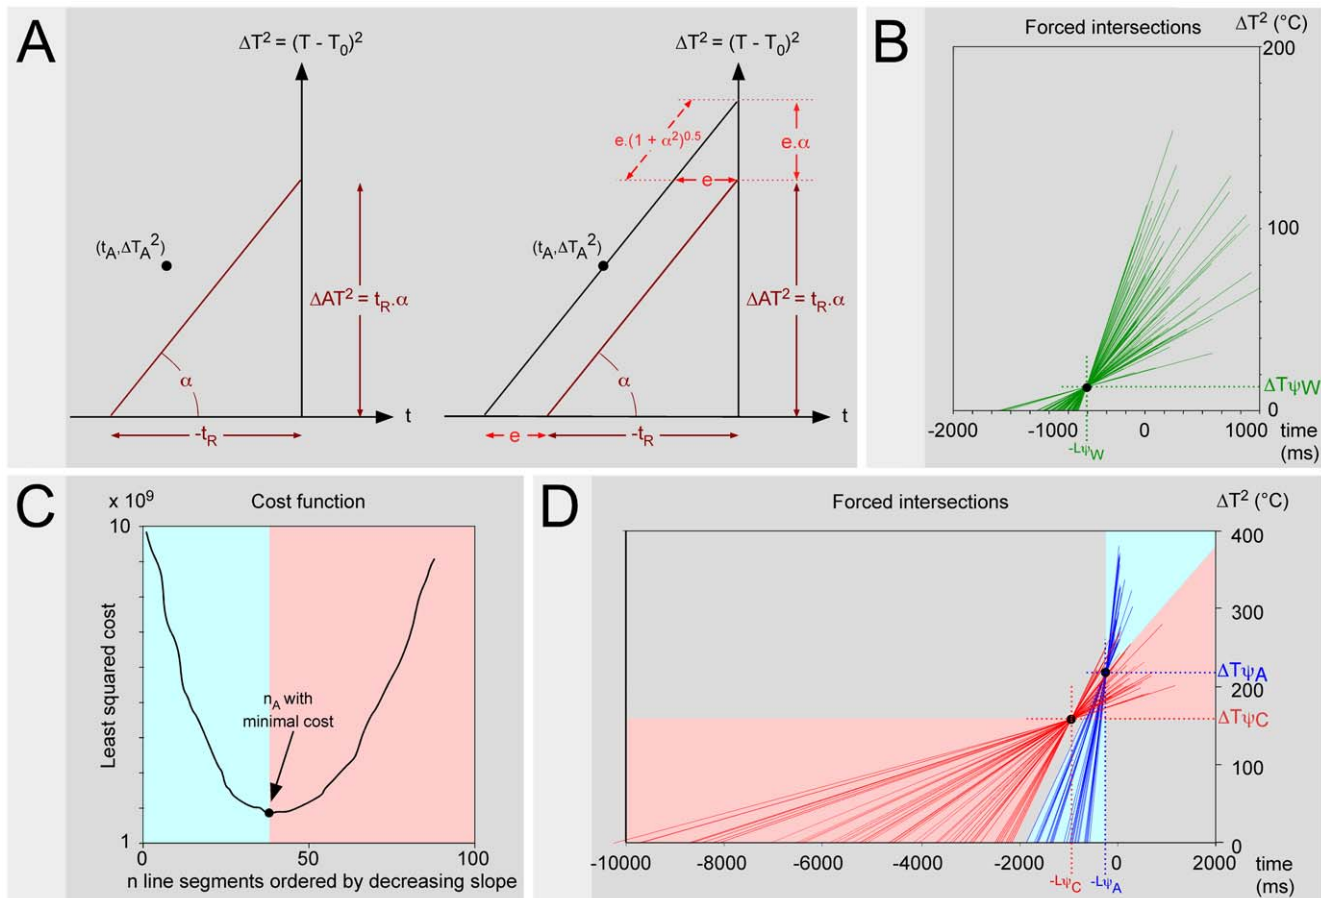 A
ΔT² = (T - T₀)²
(t_A,ΔT_A²)
ΔAT² = t_R.α
α
t
-t_R
ΔT² = (T - T₀)²
e.(1 + α²)^0.5
e.α
e
(t_A,ΔT_A²)
ΔAT² = t_R.α
α
t
e
-t_R
B
Forced intersections
ΔT² (°C)
200
100
ΔTψ_W
0
-2000
-1000
0
1000
time
(ms)
-Lψ_W
C
x 10⁹
Cost function
10
Least squared cost
n_A with
minimal cost
1
0
50
100
n line segments ordered by decreasing slope
D
Forced intersections
ΔT² (°C)
400
300
ΔTψ_A
200
ΔTψ_C
100
0
-10000
-8000
-6000
-4000
-2000
0
2000
time
(ms)
-Lψ_C
-Lψ_A